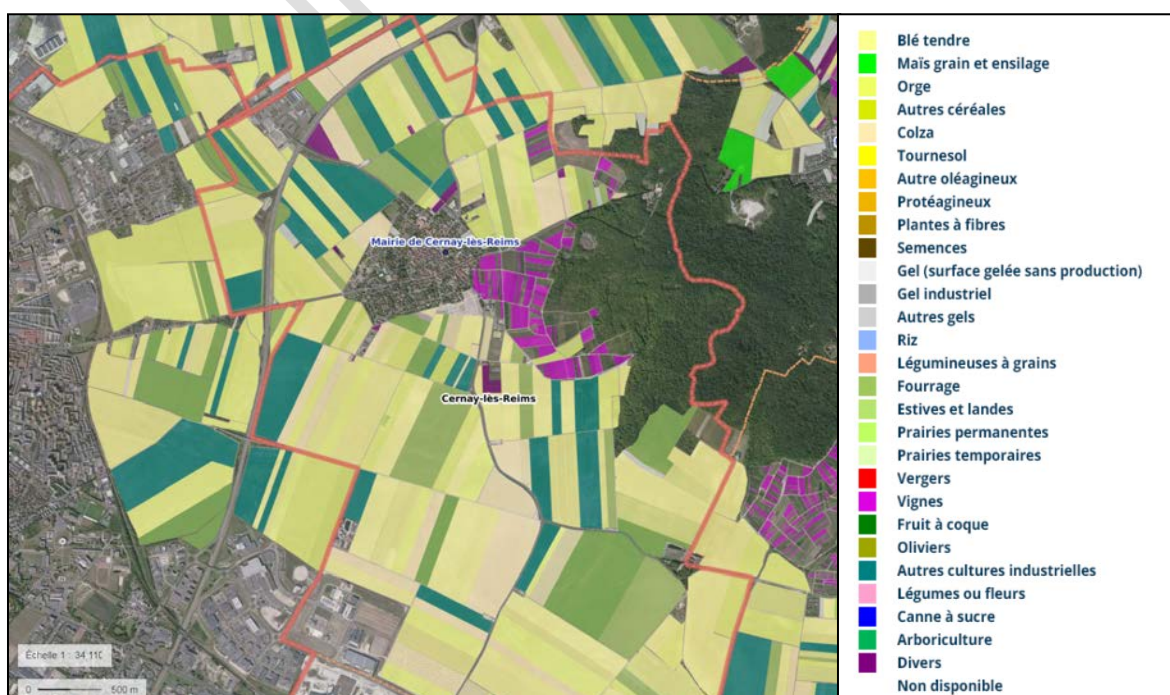 Mairie de Cernay-lès-Reims
Cernay-lès-Reims
Échelle 1 : 34 110
0 500 m
Blé tendre
Maïs grain et ensilage
Orge
Autres céréales
Colza
Tournesol
Autre oléagineux
Protéagineux
Plantes à fibres
Semences
Gel (surface gelée sans production)
Gel industriel
Autres gels
Riz
Légumineuses à grains
Fourrage
Estives et landes
Prairies permanentes
Prairies temporaires
Vergers
Vignes
Fruit à coque
Oliviers
Autres cultures industrielles
Légumes ou fleurs
Canne à sucre
Arboriculture
Divers
Non disponible